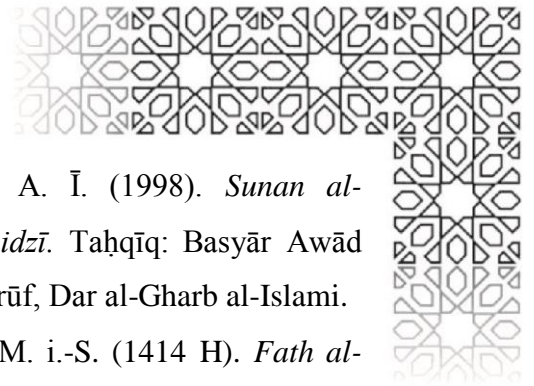 A. Ī. (1998). Sunan al-
idzī. Taḥqīq: Basyār Awād
rūf, Dar al-Gharb al-Islami.
M. i.-S. (1414 H). Fath al-